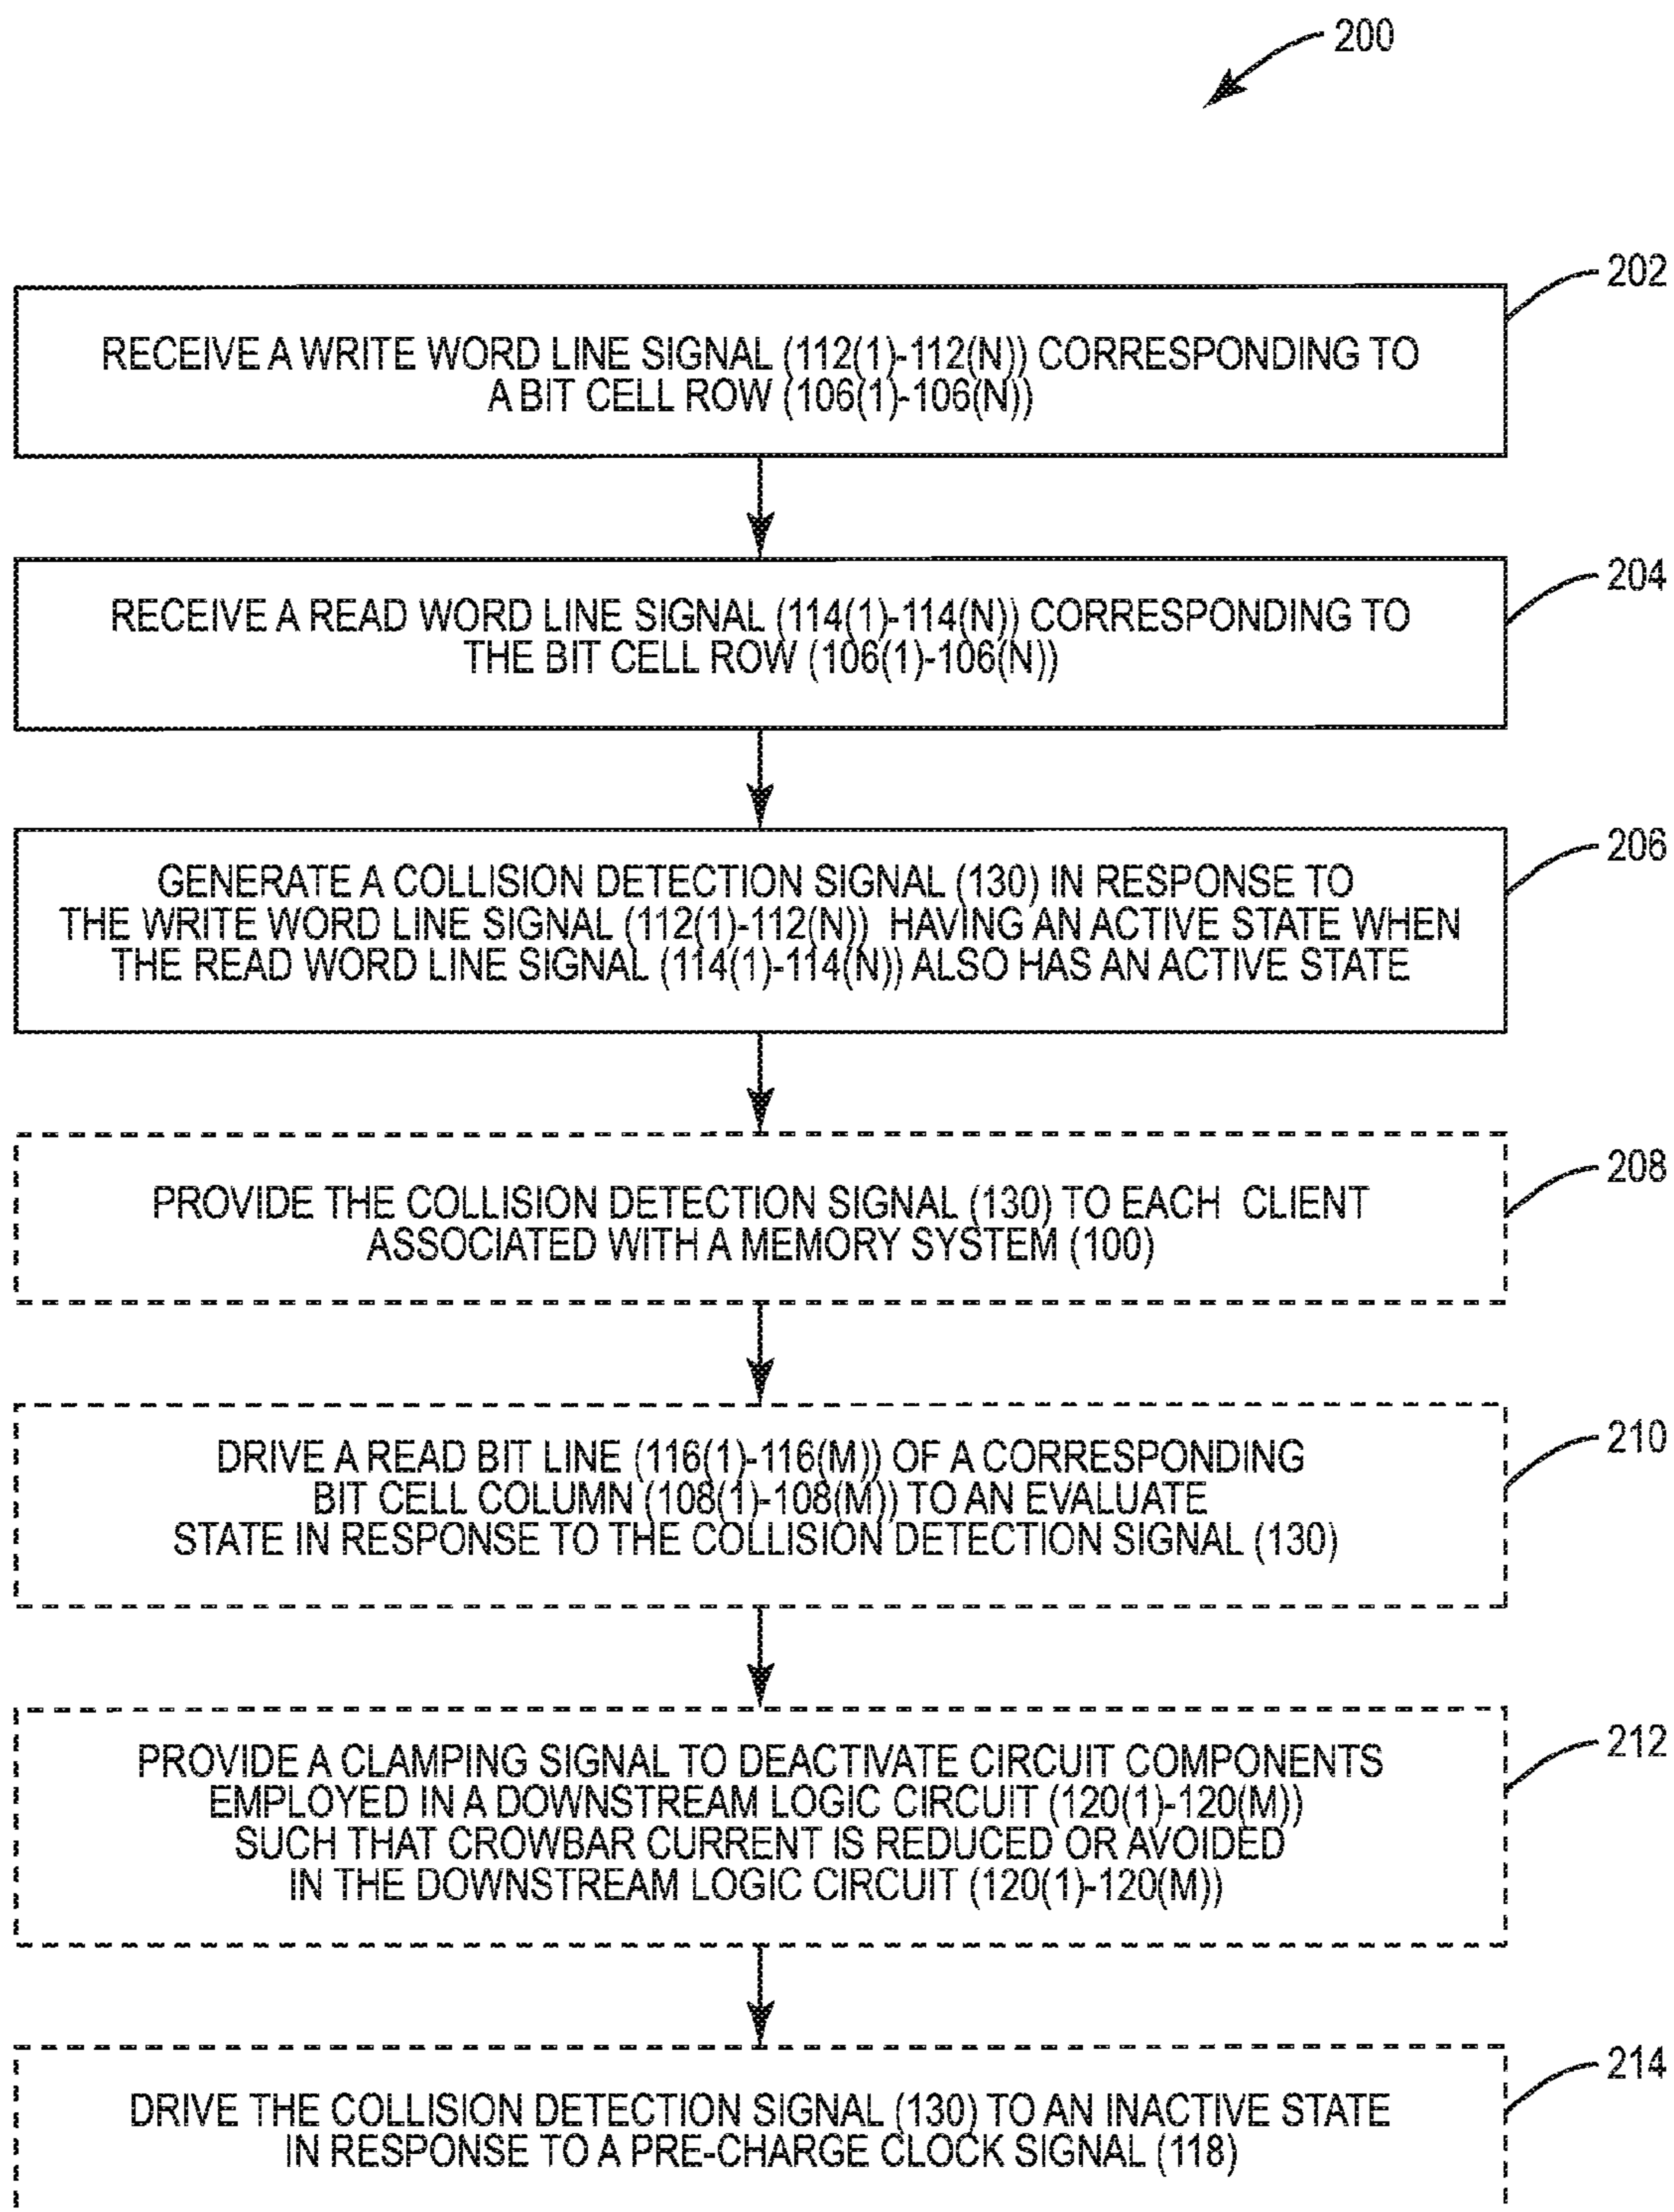 200
202
RECEIVE A WRITE WORD LINE SIGNAL (112(1)-112(N)) CORRESPONDING TO
A BIT CELL ROW (106(1)-106(N))
204
RECEIVE A READ WORD LINE SIGNAL (114(1)-114(N)) CORRESPONDING TO
THE BIT CELL ROW (106(1)-106(N))
206
GENERATE A COLLISION DETECTION SIGNAL (130) IN RESPONSE TO
THE WRITE WORD LINE SIGNAL (112(1)-112(N)) HAVING AN ACTIVE STATE WHEN
THE READ WORD LINE SIGNAL (114(1)-114(N)) ALSO HAS AN ACTIVE STATE
208
PROVIDE THE COLLISION DETECTION SIGNAL (130) TO EACH CLIENT
ASSOCIATED WITH A MEMORY SYSTEM (100)
210
DRIVE A READ BIT LINE (116(1)-116(M)) OF A CORRESPONDING
BIT CELL COLUMN (108(1)-108(M)) TO AN EVALUATE
STATE IN RESPONSE TO THE COLLISION DETECTION SIGNAL (130)
212
PROVIDE A CLAMPING SIGNAL TO DEACTIVATE CIRCUIT COMPONENTS
EMPLOYED IN A DOWNSTREAM LOGIC CIRCUIT (120(1)-120(M))
SUCH THAT CROWBAR CURRENT IS REDUCED OR AVOIDED
IN THE DOWNSTREAM LOGIC CIRCUIT (120(1)-120(M))
214
DRIVE THE COLLISION DETECTION SIGNAL (130) TO AN INACTIVE STATE
IN RESPONSE TO A PRE-CHARGE CLOCK SIGNAL (118)